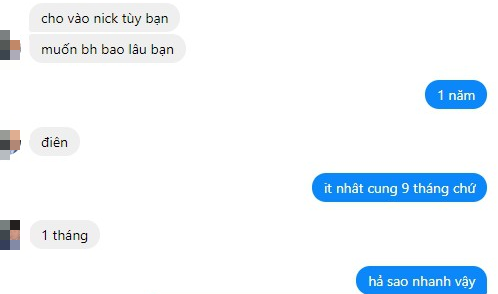 cho vào nick tùy bạn
muốn bh bao lâu bạn
1 năm
điên
it nhât cung 9 tháng chứ
1 tháng
hả sao nhanh vậy